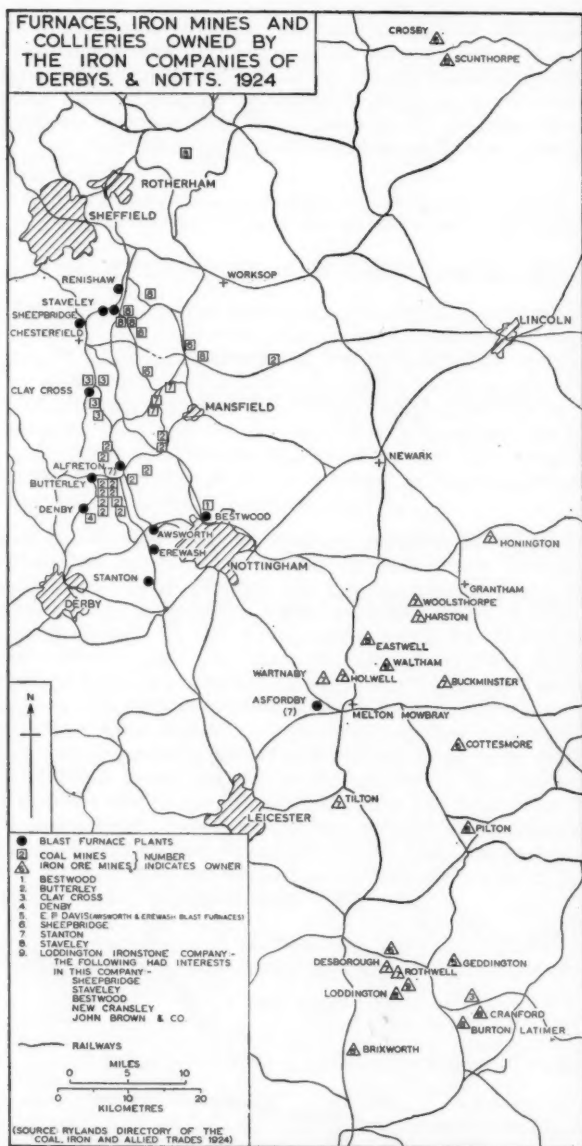 FURNACES, IRON MINES AND
COLLIERIES OWNED BY
THE IRON COMPANIES OF
DERBYS. & NOTTS. 1924
CROSBY
SCUNTHORPE
ROTHERHAM
SHEFFIELD
RENISHAW
WORKSOP
STAVELEY
SHEEPBRIDGE
CHESTERFIELD
LINCOLN
CLAY CROSS
MANSFIELD
ALFRETON
(7)
NEWARK
BUTTERLEY
DENBY
BESTWOOD
AWSWORTH
EREWASH
NOTTINGHAM
HONINGTON
STANTON
DERBY
GRANTHAM
WOOLSTHORPE
HARSTON
EASTWELL
WALTHAM
WARTNABY
HOLWELL
BUCKMINSTER
ASFORDBY
(7)
MELTON MOWBRAY
N
COTTESMORE
TILTON
LEICESTER
PILTON
GEDDINGTON
DESBOROUGH
ROTHWELL
LODDINGTON
CRANFORD
BURTON LATIMER
BRIXWORTH
BLAST FURNACE PLANTS
2 COAL MINES } NUMBER
IRON ORE MINES } INDICATES OWNER
1. BESTWOOD
2. BUTTERLEY
3. CLAY CROSS
4. DENBY
5. E P DAVIS (AWSWORTH & EREWASH BLAST FURNACES)
6. SHEEPBRIDGE
7. STANTON
8. STAVELEY
9. LODDINGTON IRONSTONE COMPANY:-
THE FOLLOWING HAD INTERESTS
IN THIS COMPANY -
SHEEPBRIDGE
STAVELEY
BESTWOOD
NEW CRANSLEY
JOHN BROWN & CO.
RAILWAYS
MILES
0 5 10
0 10 20
KILOMETRES
(SOURCE: RYLANDS DIRECTORY OF THE
COAL, IRON AND ALLIED TRADES 1924)